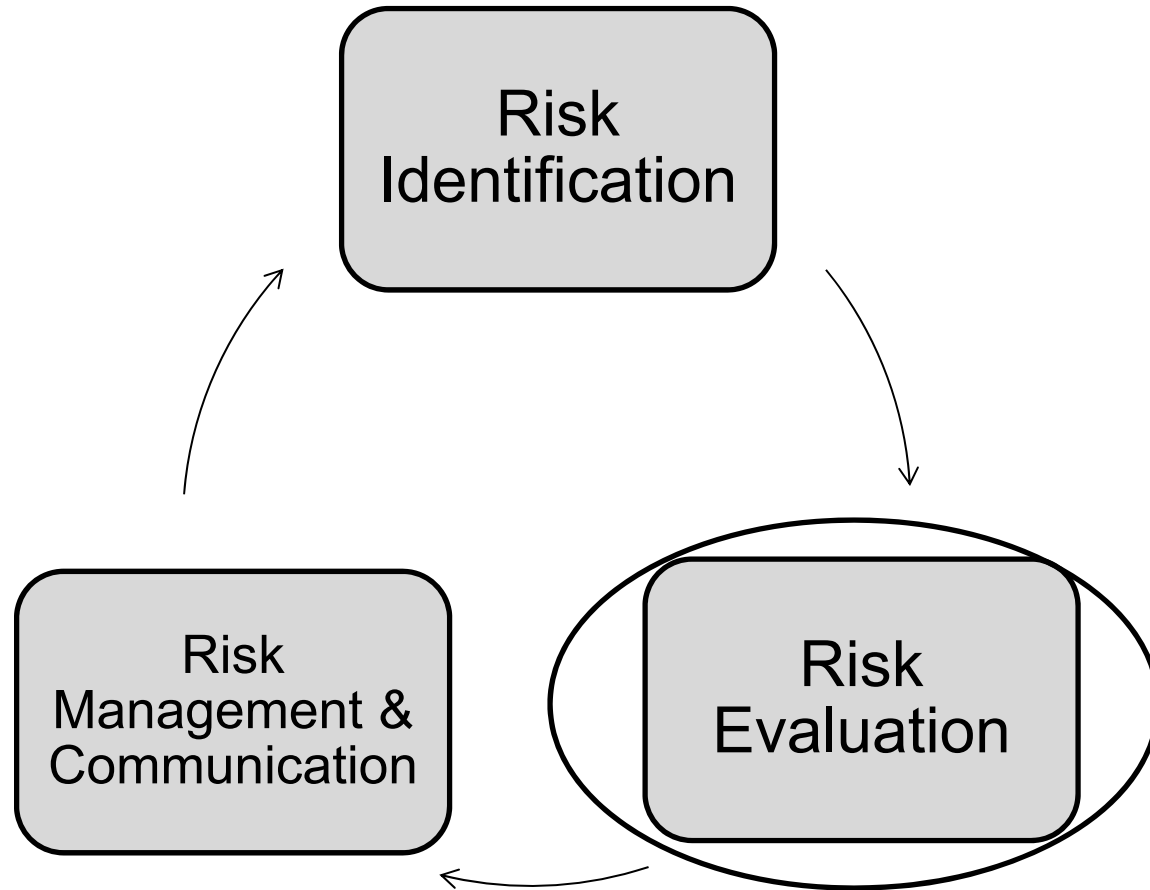 Risk
Identification
Risk
Evaluation
Risk
Management &
Communication